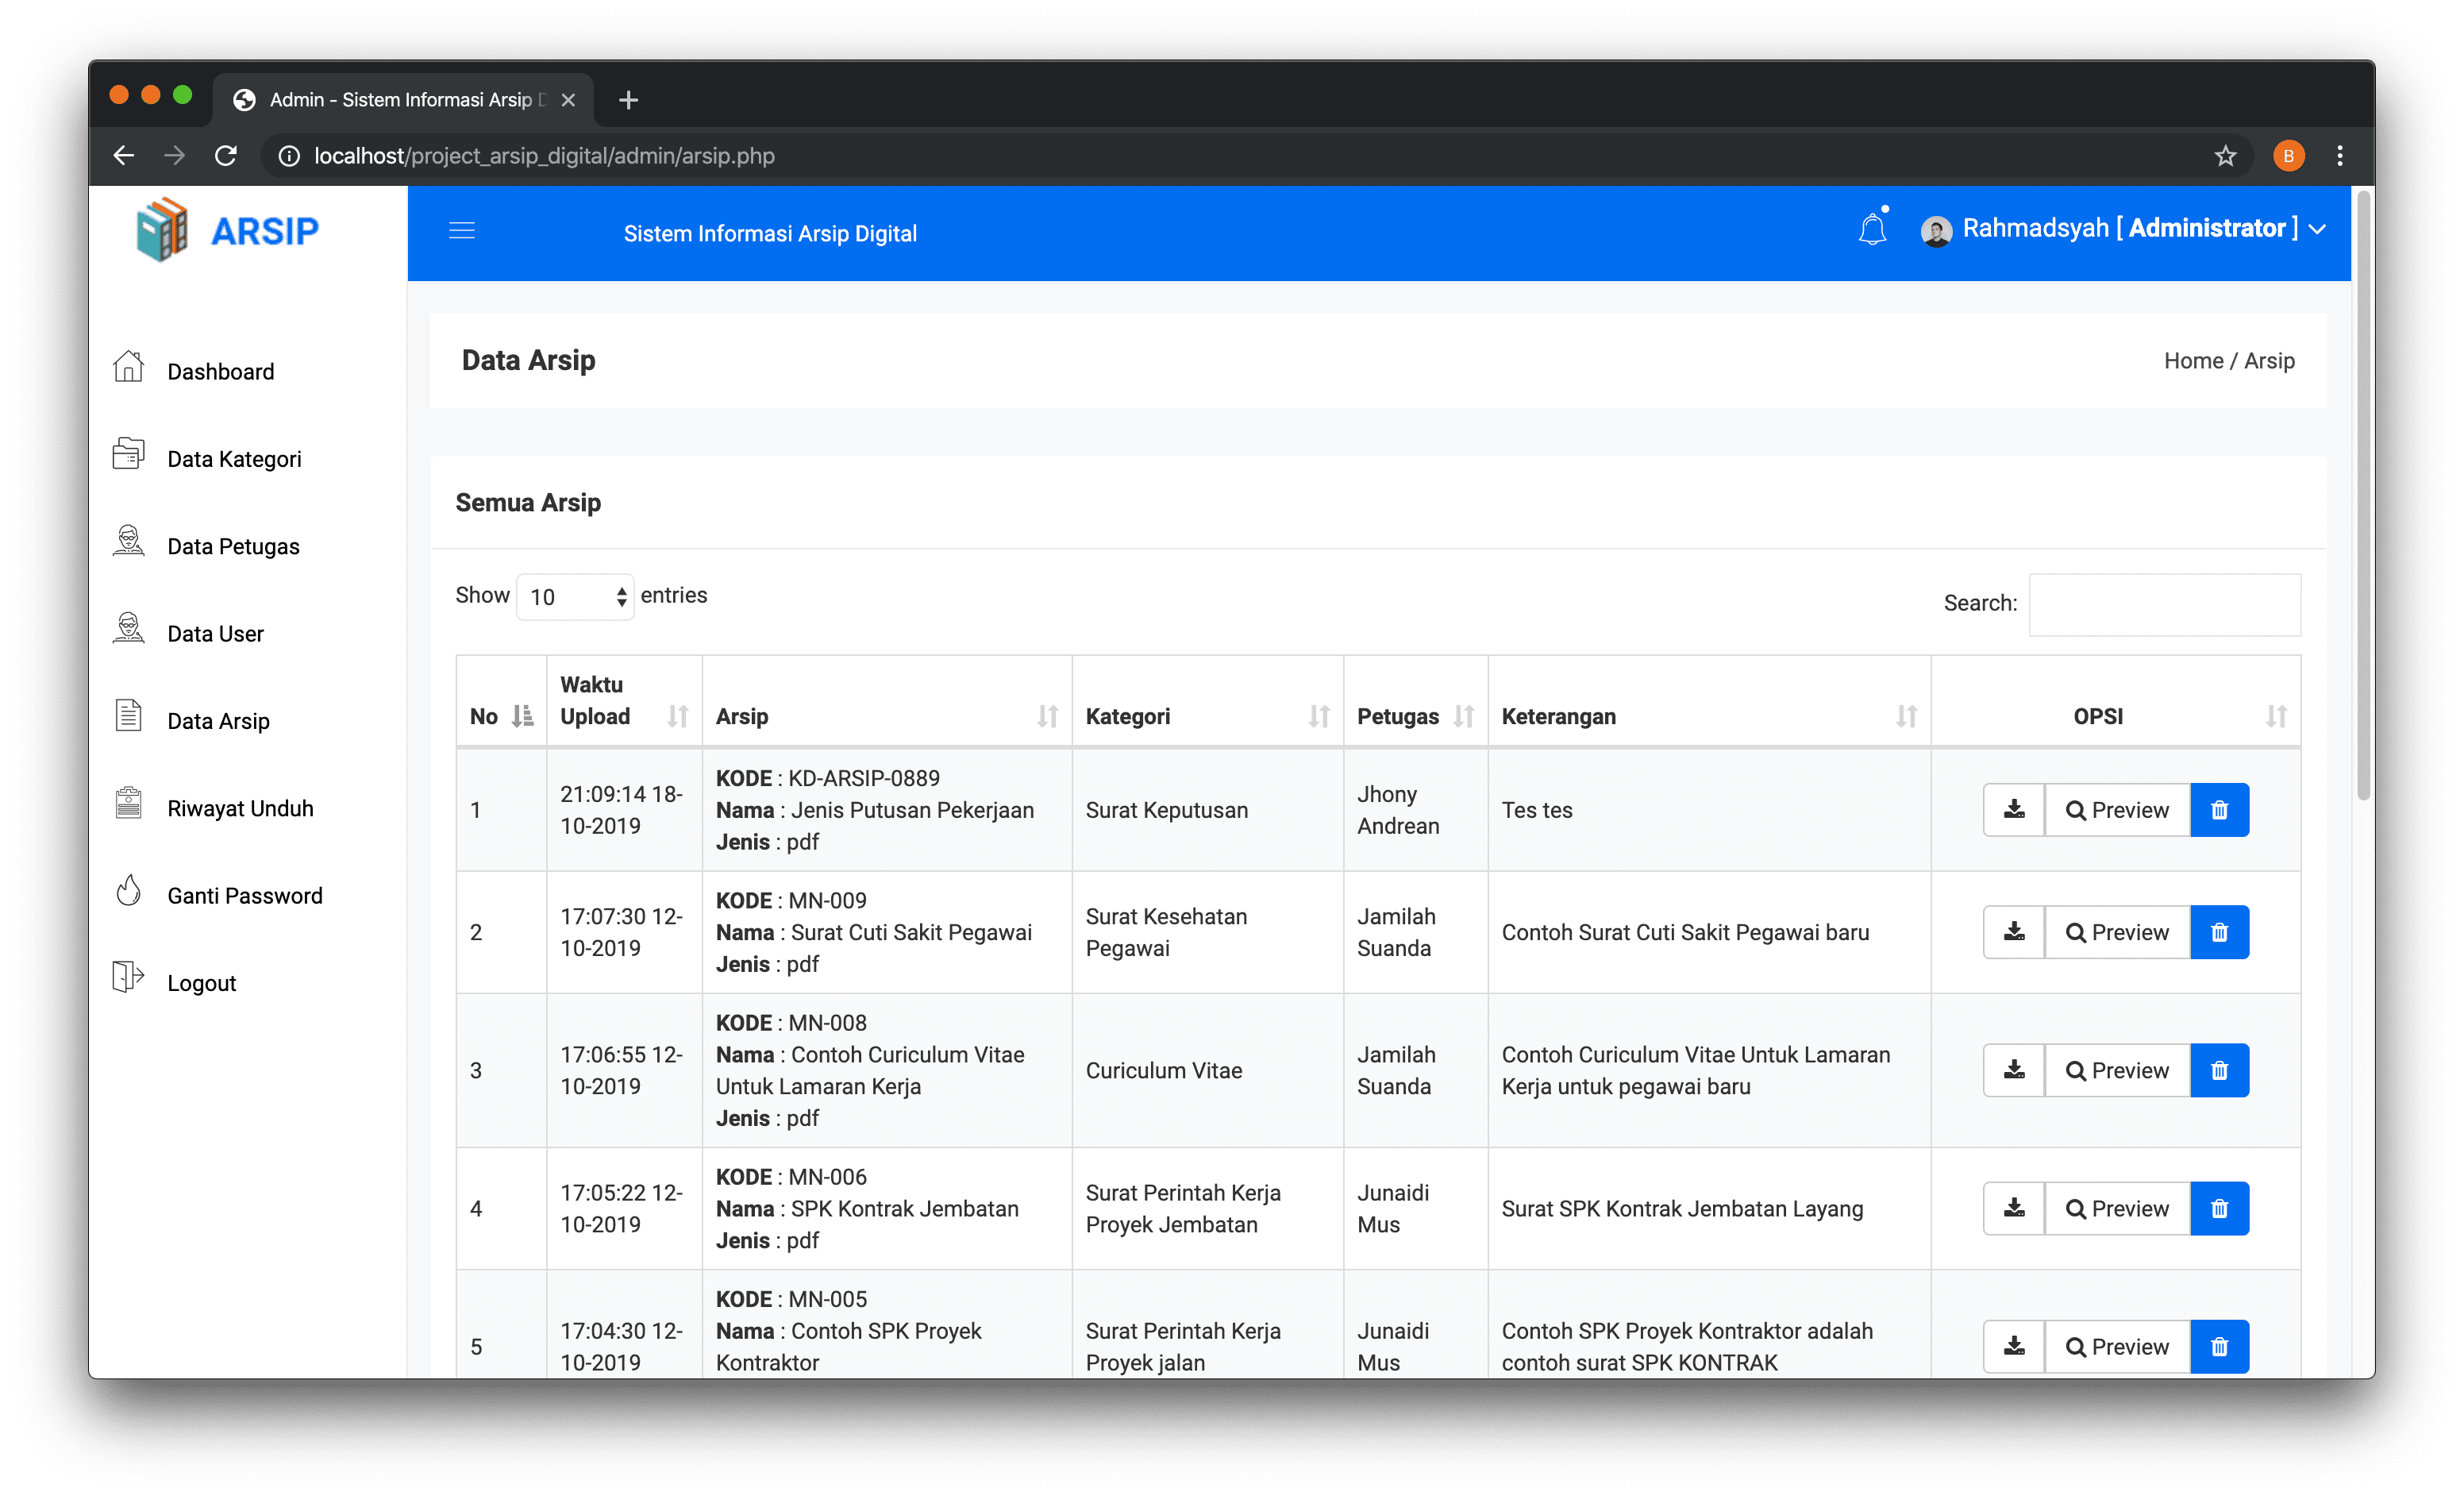 Admin - Sistem Informasi Arsip
localhost/project_arsip_digital/admin/arsip.php
B
ARSIP
Sistem Informasi Arsip Digital
Rahmadsyah [ Administrator ]
Dashboard
Data Kategori
Data Petugas
Data User
Data Arsip
Riwayat Unduh
Ganti Password
Logout
Data Arsip
Home / Arsip
Semua Arsip
Show 10 entries
Search:
No
Waktu
Upload
Arsip
Kategori
Petugas
Keterangan
OPSI
1
21:09:14 18-
10-2019
KODE : KD-ARSIP-0889
Nama : Jenis Putusan Pekerjaan
Jenis : pdf
Surat Keputusan
Jhony
Andrean
Tes tes
Preview
2
17:07:30 12-
10-2019
KODE : MN-009
Nama : Surat Cuti Sakit Pegawai
Jenis : pdf
Surat Kesehatan
Pegawai
Jamilah
Suanda
Contoh Surat Cuti Sakit Pegawai baru
Preview
3
17:06:55 12-
10-2019
KODE : MN-008
Nama : Contoh Curiculum Vitae
Untuk Lamaran Kerja
Jenis : pdf
Curiculum Vitae
Jamilah
Suanda
Contoh Curiculum Vitae Untuk Lamaran
Kerja untuk pegawai baru
Preview
4
17:05:22 12-
10-2019
KODE : MN-006
Nama : SPK Kontrak Jembatan
Jenis : pdf
Surat Perintah Kerja
Proyek Jembatan
Junaidi
Mus
Surat SPK Kontrak Jembatan Layang
Preview
5
17:04:30 12-
10-2019
KODE : MN-005
Nama : Contoh SPK Proyek
Kontraktor
Surat Perintah Kerja
Proyek jalan
Junaidi
Mus
Contoh SPK Proyek Kontraktor adalah
contoh surat SPK KONTRAK
Preview